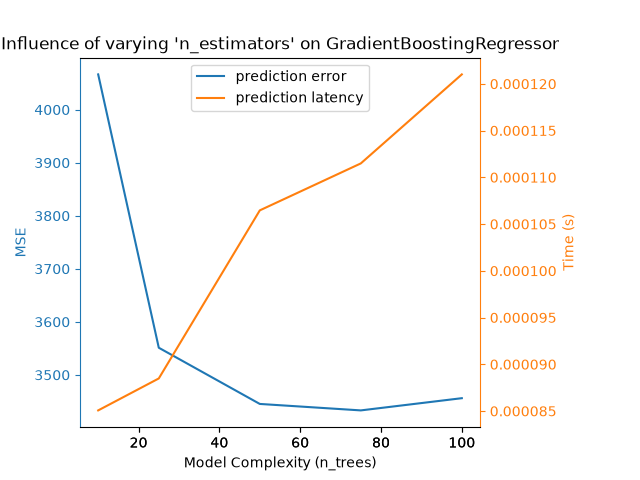 Influence of varying 'n_estimators' on GradientBoostingRegressor
prediction error
prediction latency
4000
3900
3800
3700
3600
3500
MSE
0.000120
0.000115
0.000110
0.000105
0.000100
0.000095
0.000090
0.000085
Time (s)
20 40 60 80 100
Model Complexity (n_trees)